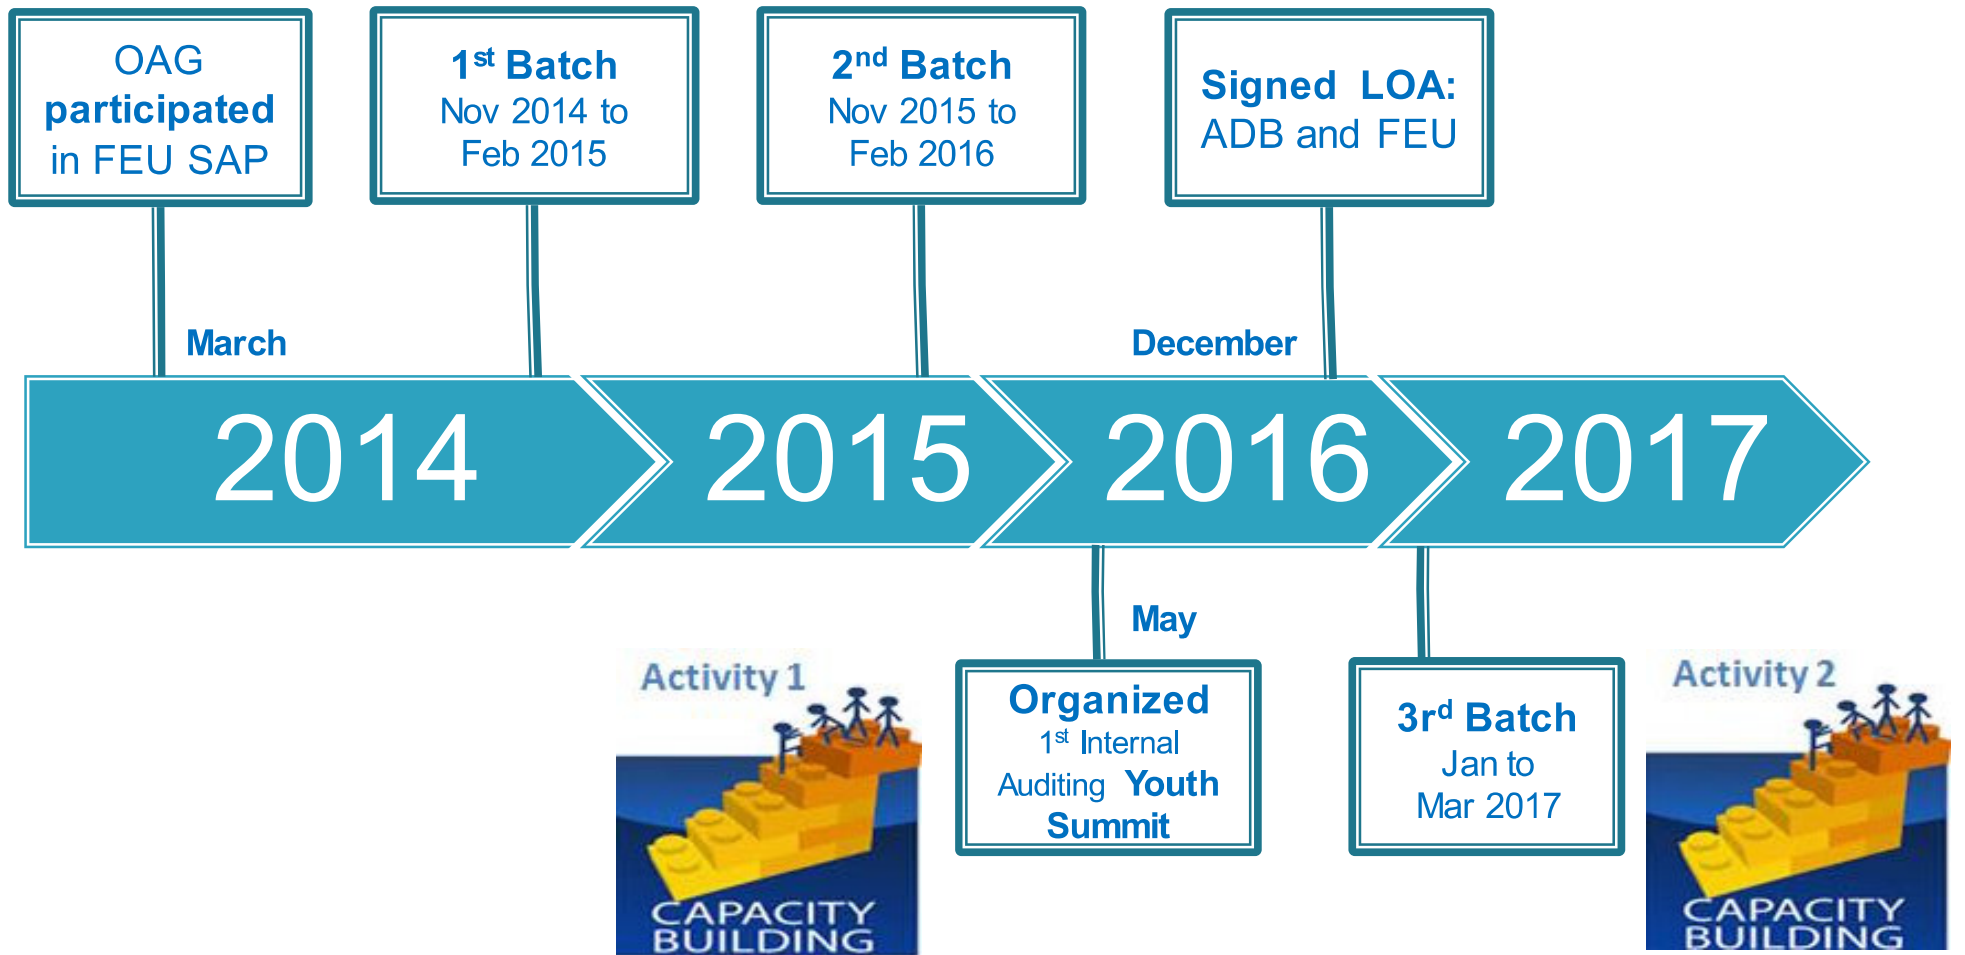 OAG
participated
in FEU SAP
1st Batch
Nov 2014 to
Feb 2015
2nd Batch
Nov 2015 to
Feb 2016
Signed LOA:
ADB and FEU
March
December
2014
2015
2016
2017
May
Activity 1
CAPACITY
BUILDING
Organized
1st Internal
Auditing Youth
Summit
3rd Batch
Jan to
Mar 2017
Activity 2
CAPACITY
BUILDING